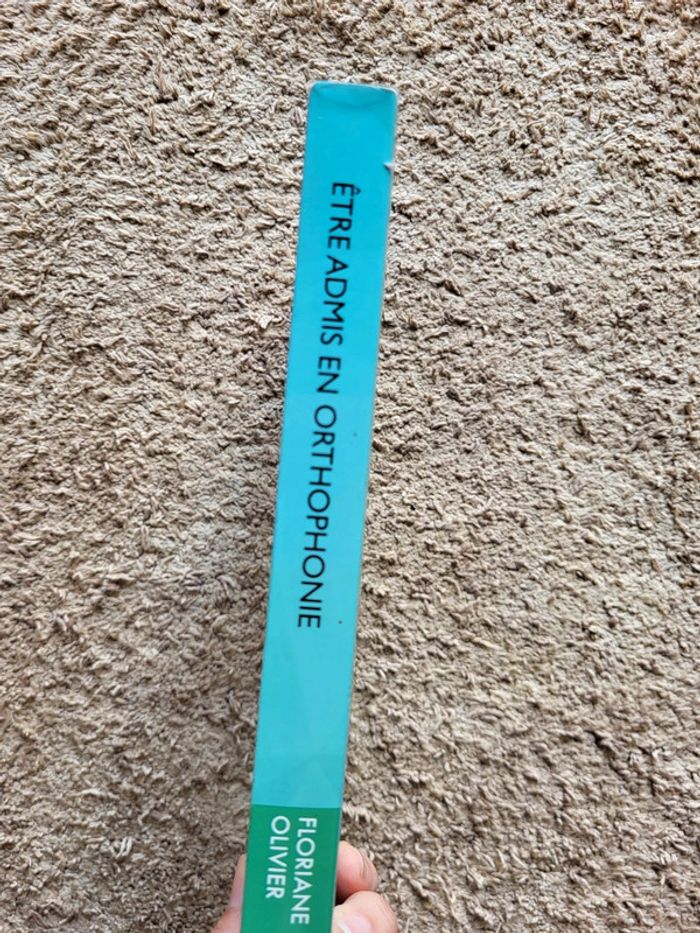 ÊTRE ADMIS EN ORTHOPHONIE
FLORIANE
OLIVIER